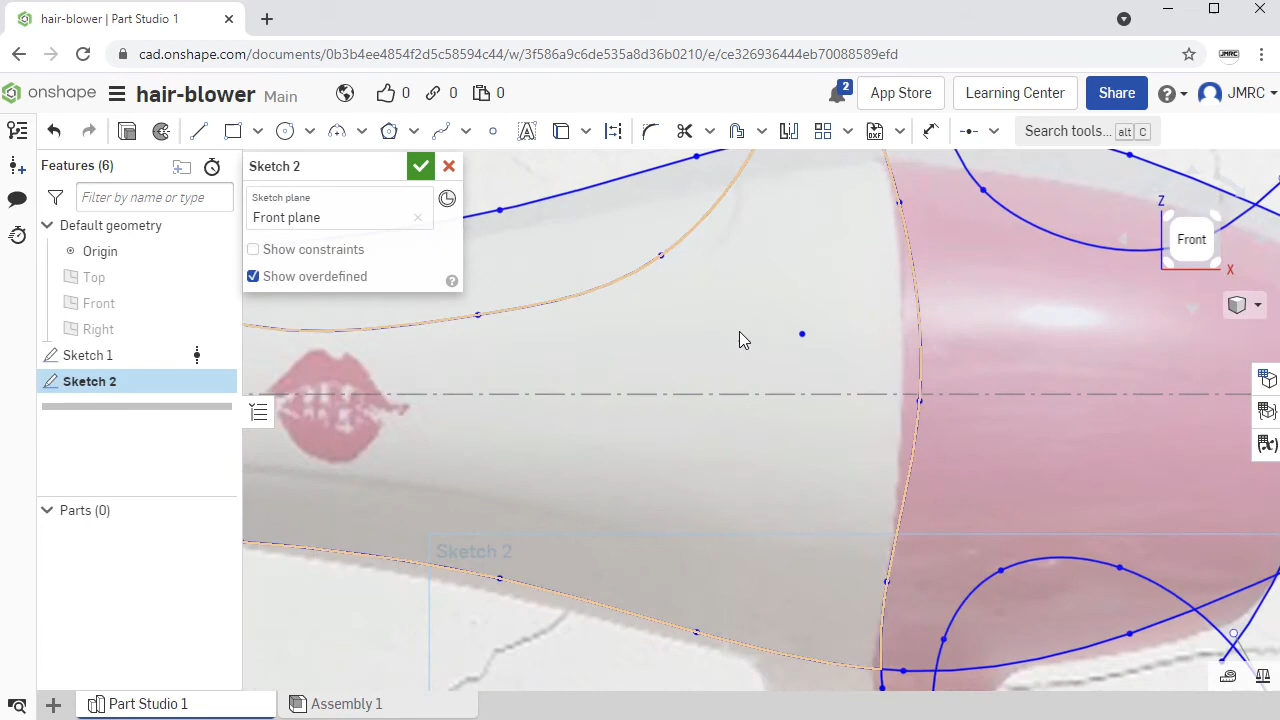 hair-blower | Part Studio 1
cad.onshape.com/documents/0b3b4ee4854f2d5c58594c44/w/3f586a9c6de535a8d36b0210/e/ce326936444eb70088589efd
JMRC
onshape
hair-blower Main
0
0
0
2
App Store
Learning Center
Share
JMRC
Search tools... alt C
Features (6)
Filter by name or type
Default geometry
Origin
Top
Front
Right
Sketch 1
Sketch 2
Parts (0)
Sketch 2
Sketch plane
Front plane
Show constraints
Show overdefined
Z
Front
X
(x)
Sketch 2
Part Studio 1
Assembly 1